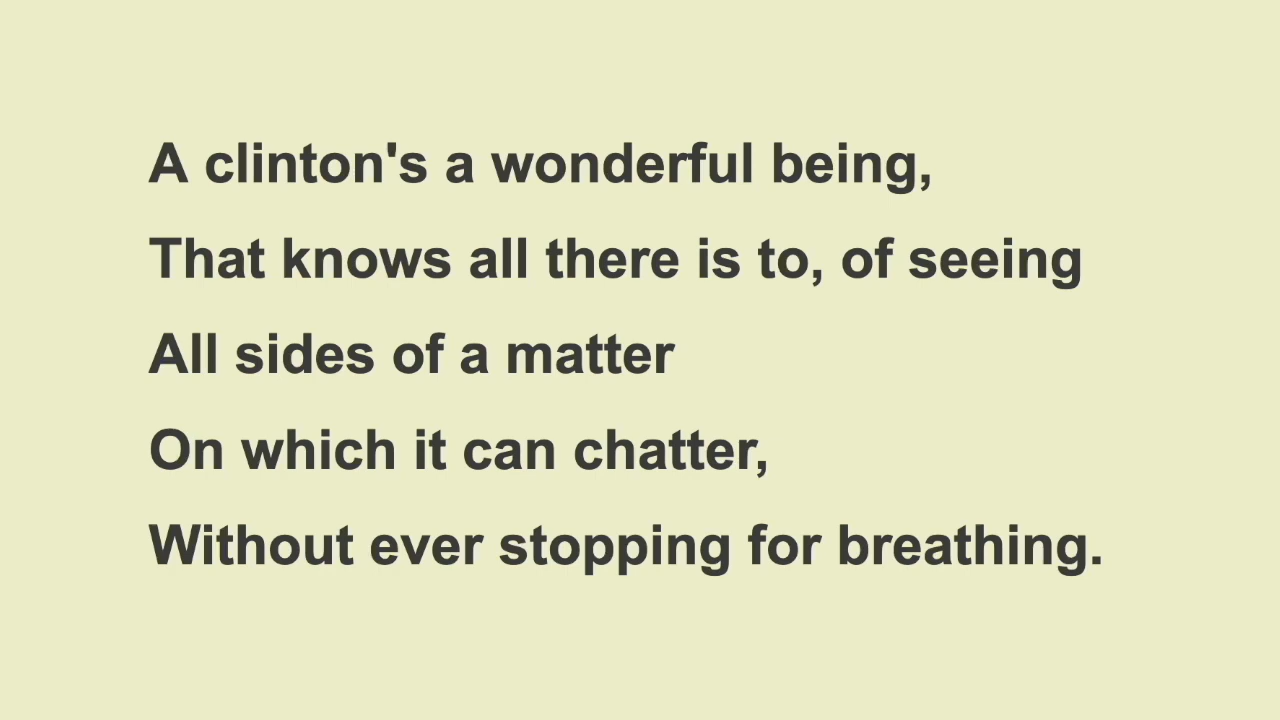 A clinton's a wonderful being,
That knows all there is to, of seeing
All sides of a matter
On which it can chatter,
Without ever stopping for breathing.